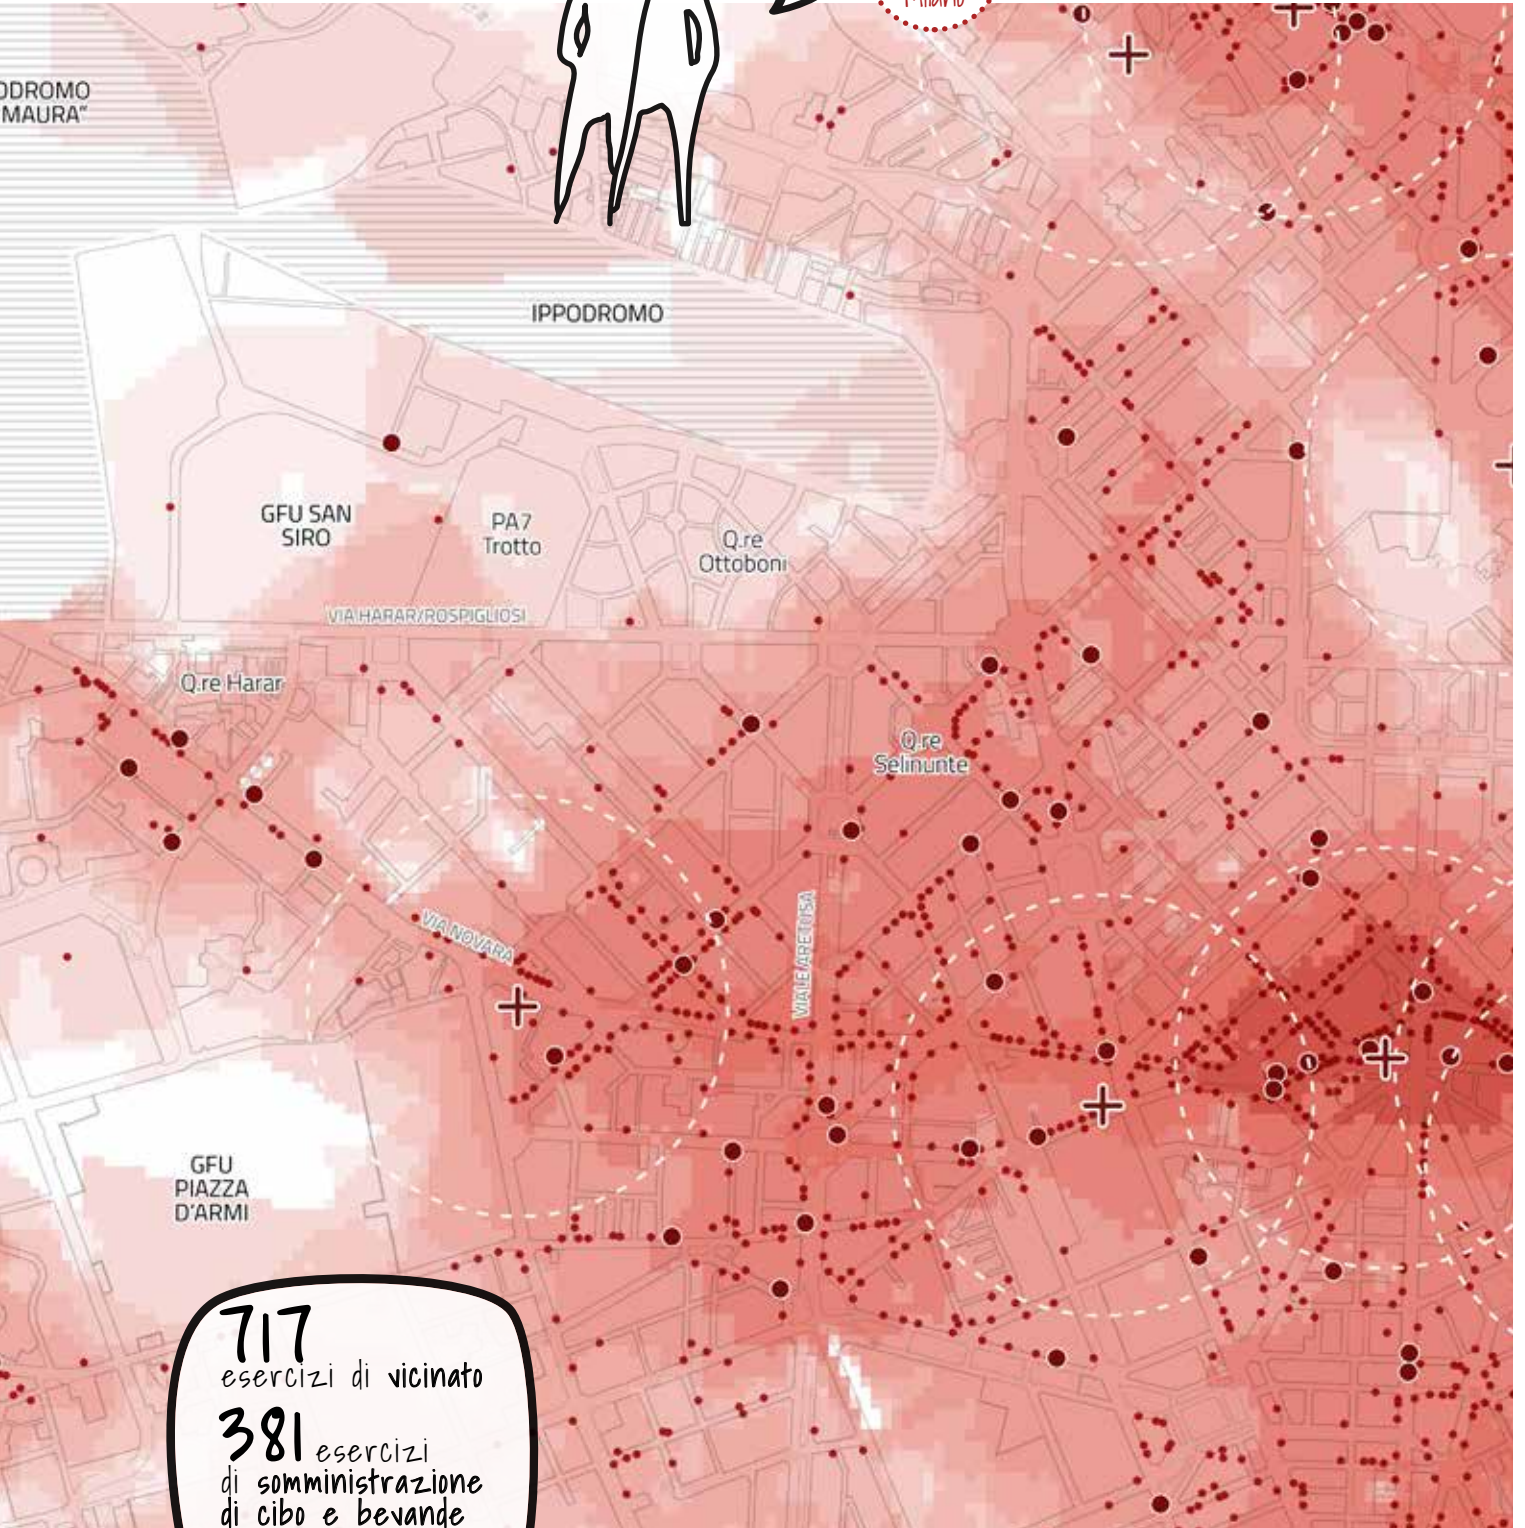 Milano
ODROMO
MAURA"
IPPODROMO
GFU SAN
SIRO
PA7
Trotto
Q.re
Ottoboni
VIA HARAR/ROSPIGLIOSI
Q.re Harar
Q.re
Selinunte
VIA NOVARA
VIALE ARETUSA
GFU
PIAZZA
D'ARMI
717
esercizi di vicinato
381 esercizi
di somministrazione
di cibo e bevande